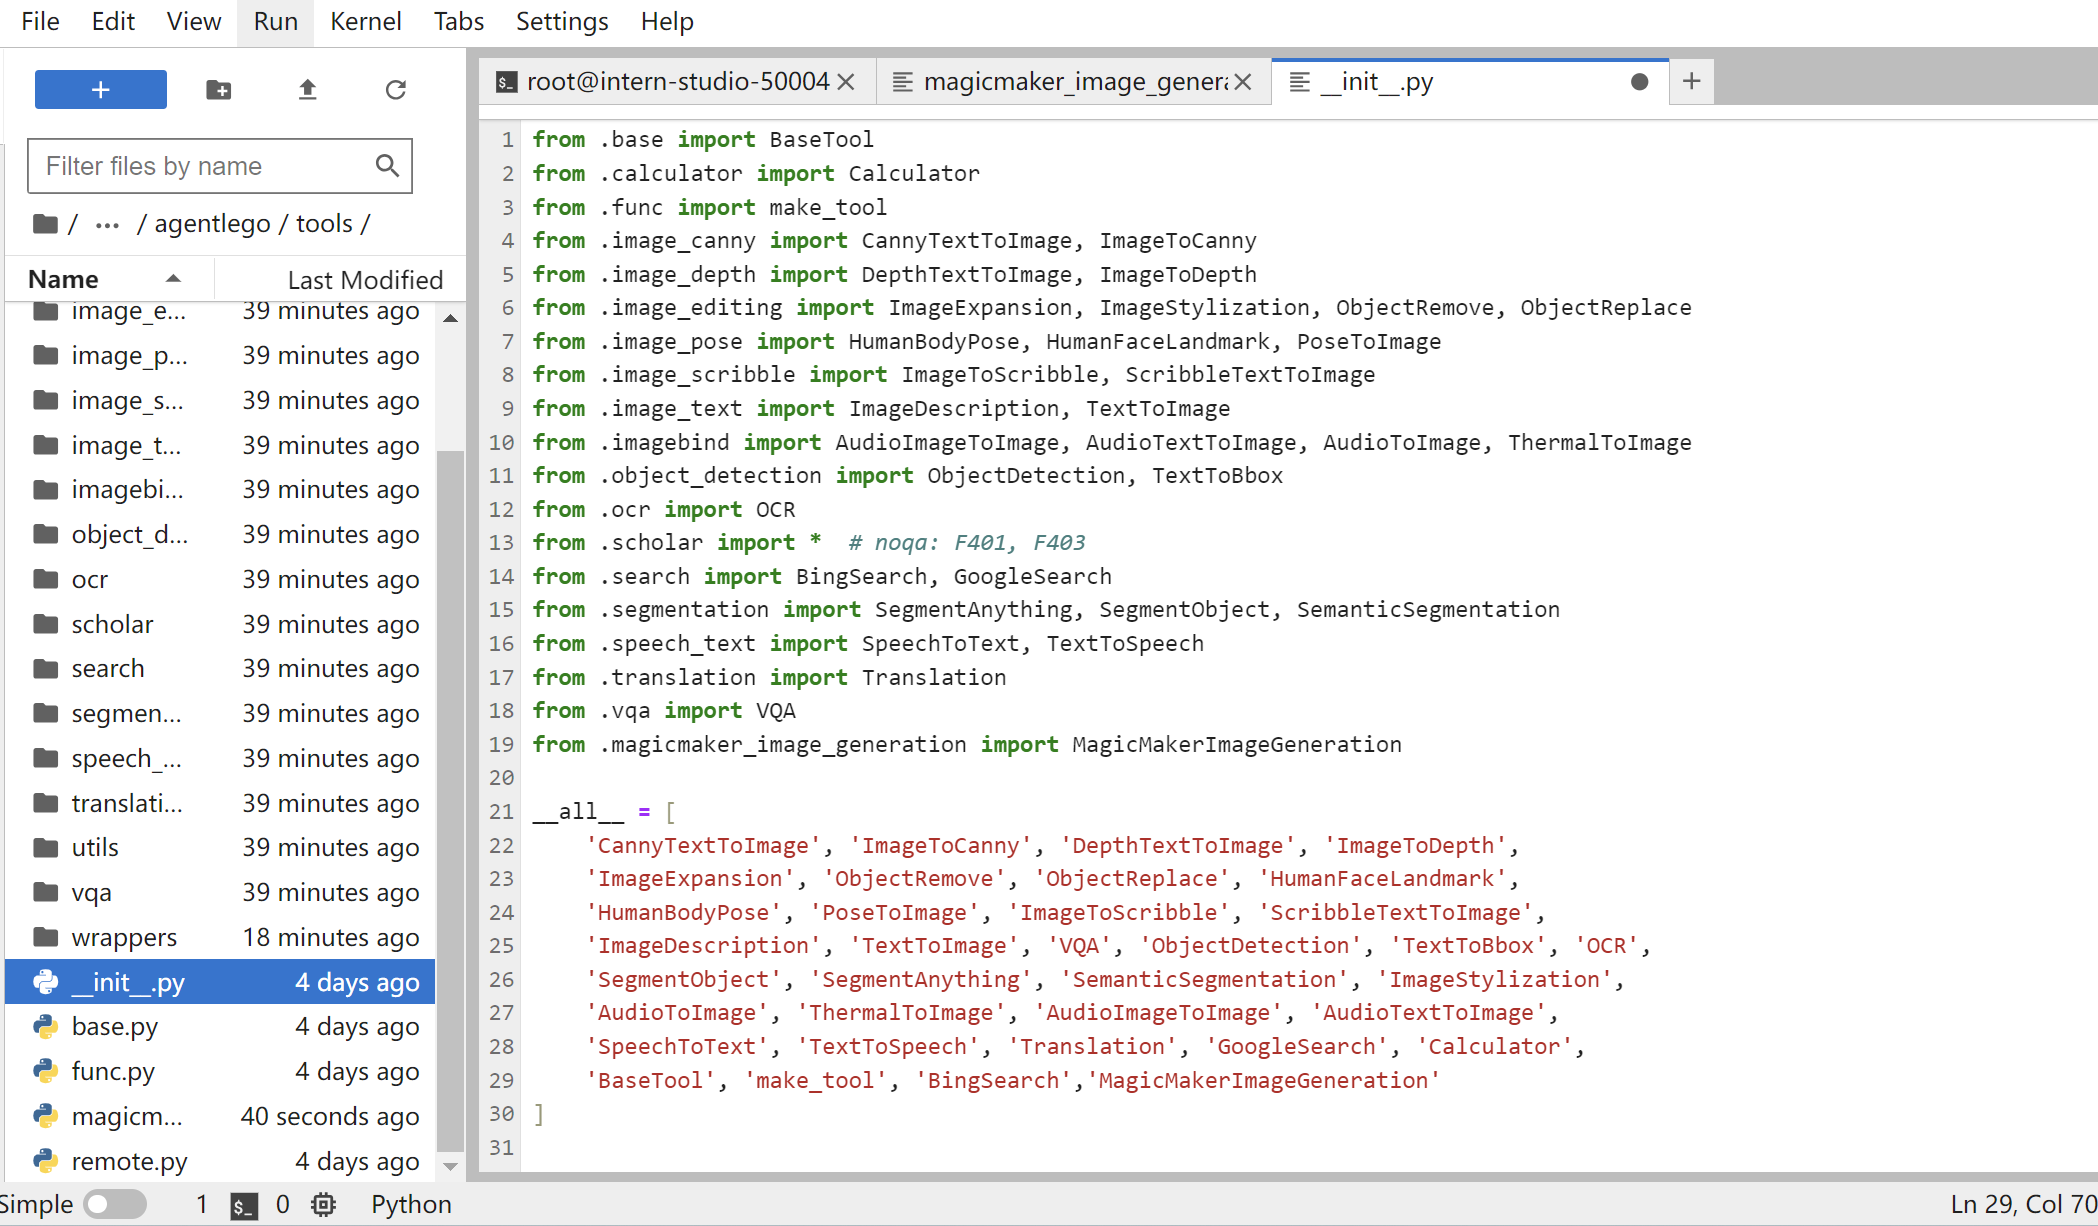 File Edit View Run Kernel Tabs Settings Help
+
Filter files by name
/ ··· / agentlego / tools /
Name Last Modified
image_e... 39 minutes ago
image_p... 39 minutes ago
image_s... 39 minutes ago
image_t... 39 minutes ago
imagebi... 39 minutes ago
object_d... 39 minutes ago
ocr 39 minutes ago
scholar 39 minutes ago
search 39 minutes ago
segmen... 39 minutes ago
speech_... 39 minutes ago
translati... 39 minutes ago
utils 39 minutes ago
vqa 39 minutes ago
wrappers 18 minutes ago
__init__.py 4 days ago
base.py 4 days ago
func.py 4 days ago
magicm... 40 seconds ago
remote.py 4 days ago
$_ root@intern-studio-50004 × magicmaker_image_genera × __init__.py ● +
1 from .base import BaseTool
2 from .calculator import Calculator
3 from .func import make_tool
4 from .image_canny import CannyTextToImage, ImageToCanny
5 from .image_depth import DepthTextToImage, ImageToDepth
6 from .image_editing import ImageExpansion, ImageStylization, ObjectRemove, ObjectReplace
7 from .image_pose import HumanBodyPose, HumanFaceLandmark, PoseToImage
8 from .image_scribble import ImageToScribble, ScribbleTextToImage
9 from .image_text import ImageDescription, TextToImage
10 from .imagebind import AudioImageToImage, AudioTextToImage, AudioToImage, ThermalToImage
11 from .object_detection import ObjectDetection, TextToBbox
12 from .ocr import OCR
13 from .scholar import *  # noqa: F401, F403
14 from .search import BingSearch, GoogleSearch
15 from .segmentation import SegmentAnything, SegmentObject, SemanticSegmentation
16 from .speech_text import SpeechToText, TextToSpeech
17 from .translation import Translation
18 from .vqa import VQA
19 from .magicmaker_image_generation import MagicMakerImageGeneration
20
21 __all__ = [
22     'CannyTextToImage', 'ImageToCanny', 'DepthTextToImage', 'ImageToDepth',
23     'ImageExpansion', 'ObjectRemove', 'ObjectReplace', 'HumanFaceLandmark',
24     'HumanBodyPose', 'PoseToImage', 'ImageToScribble', 'ScribbleTextToImage',
25     'ImageDescription', 'TextToImage', 'VQA', 'ObjectDetection', 'TextToBbox', 'OCR',
26     'SegmentObject', 'SegmentAnything', 'SemanticSegmentation', 'ImageStylization',
27     'AudioToImage', 'ThermalToImage', 'AudioImageToImage', 'AudioTextToImage',
28     'SpeechToText', 'TextToSpeech', 'Translation', 'GoogleSearch', 'Calculator',
29     'BaseTool', 'make_tool', 'BingSearch','MagicMakerImageGeneration'
30 ]
31
Simple 1 $_ 0 Python Ln 29, Col 70